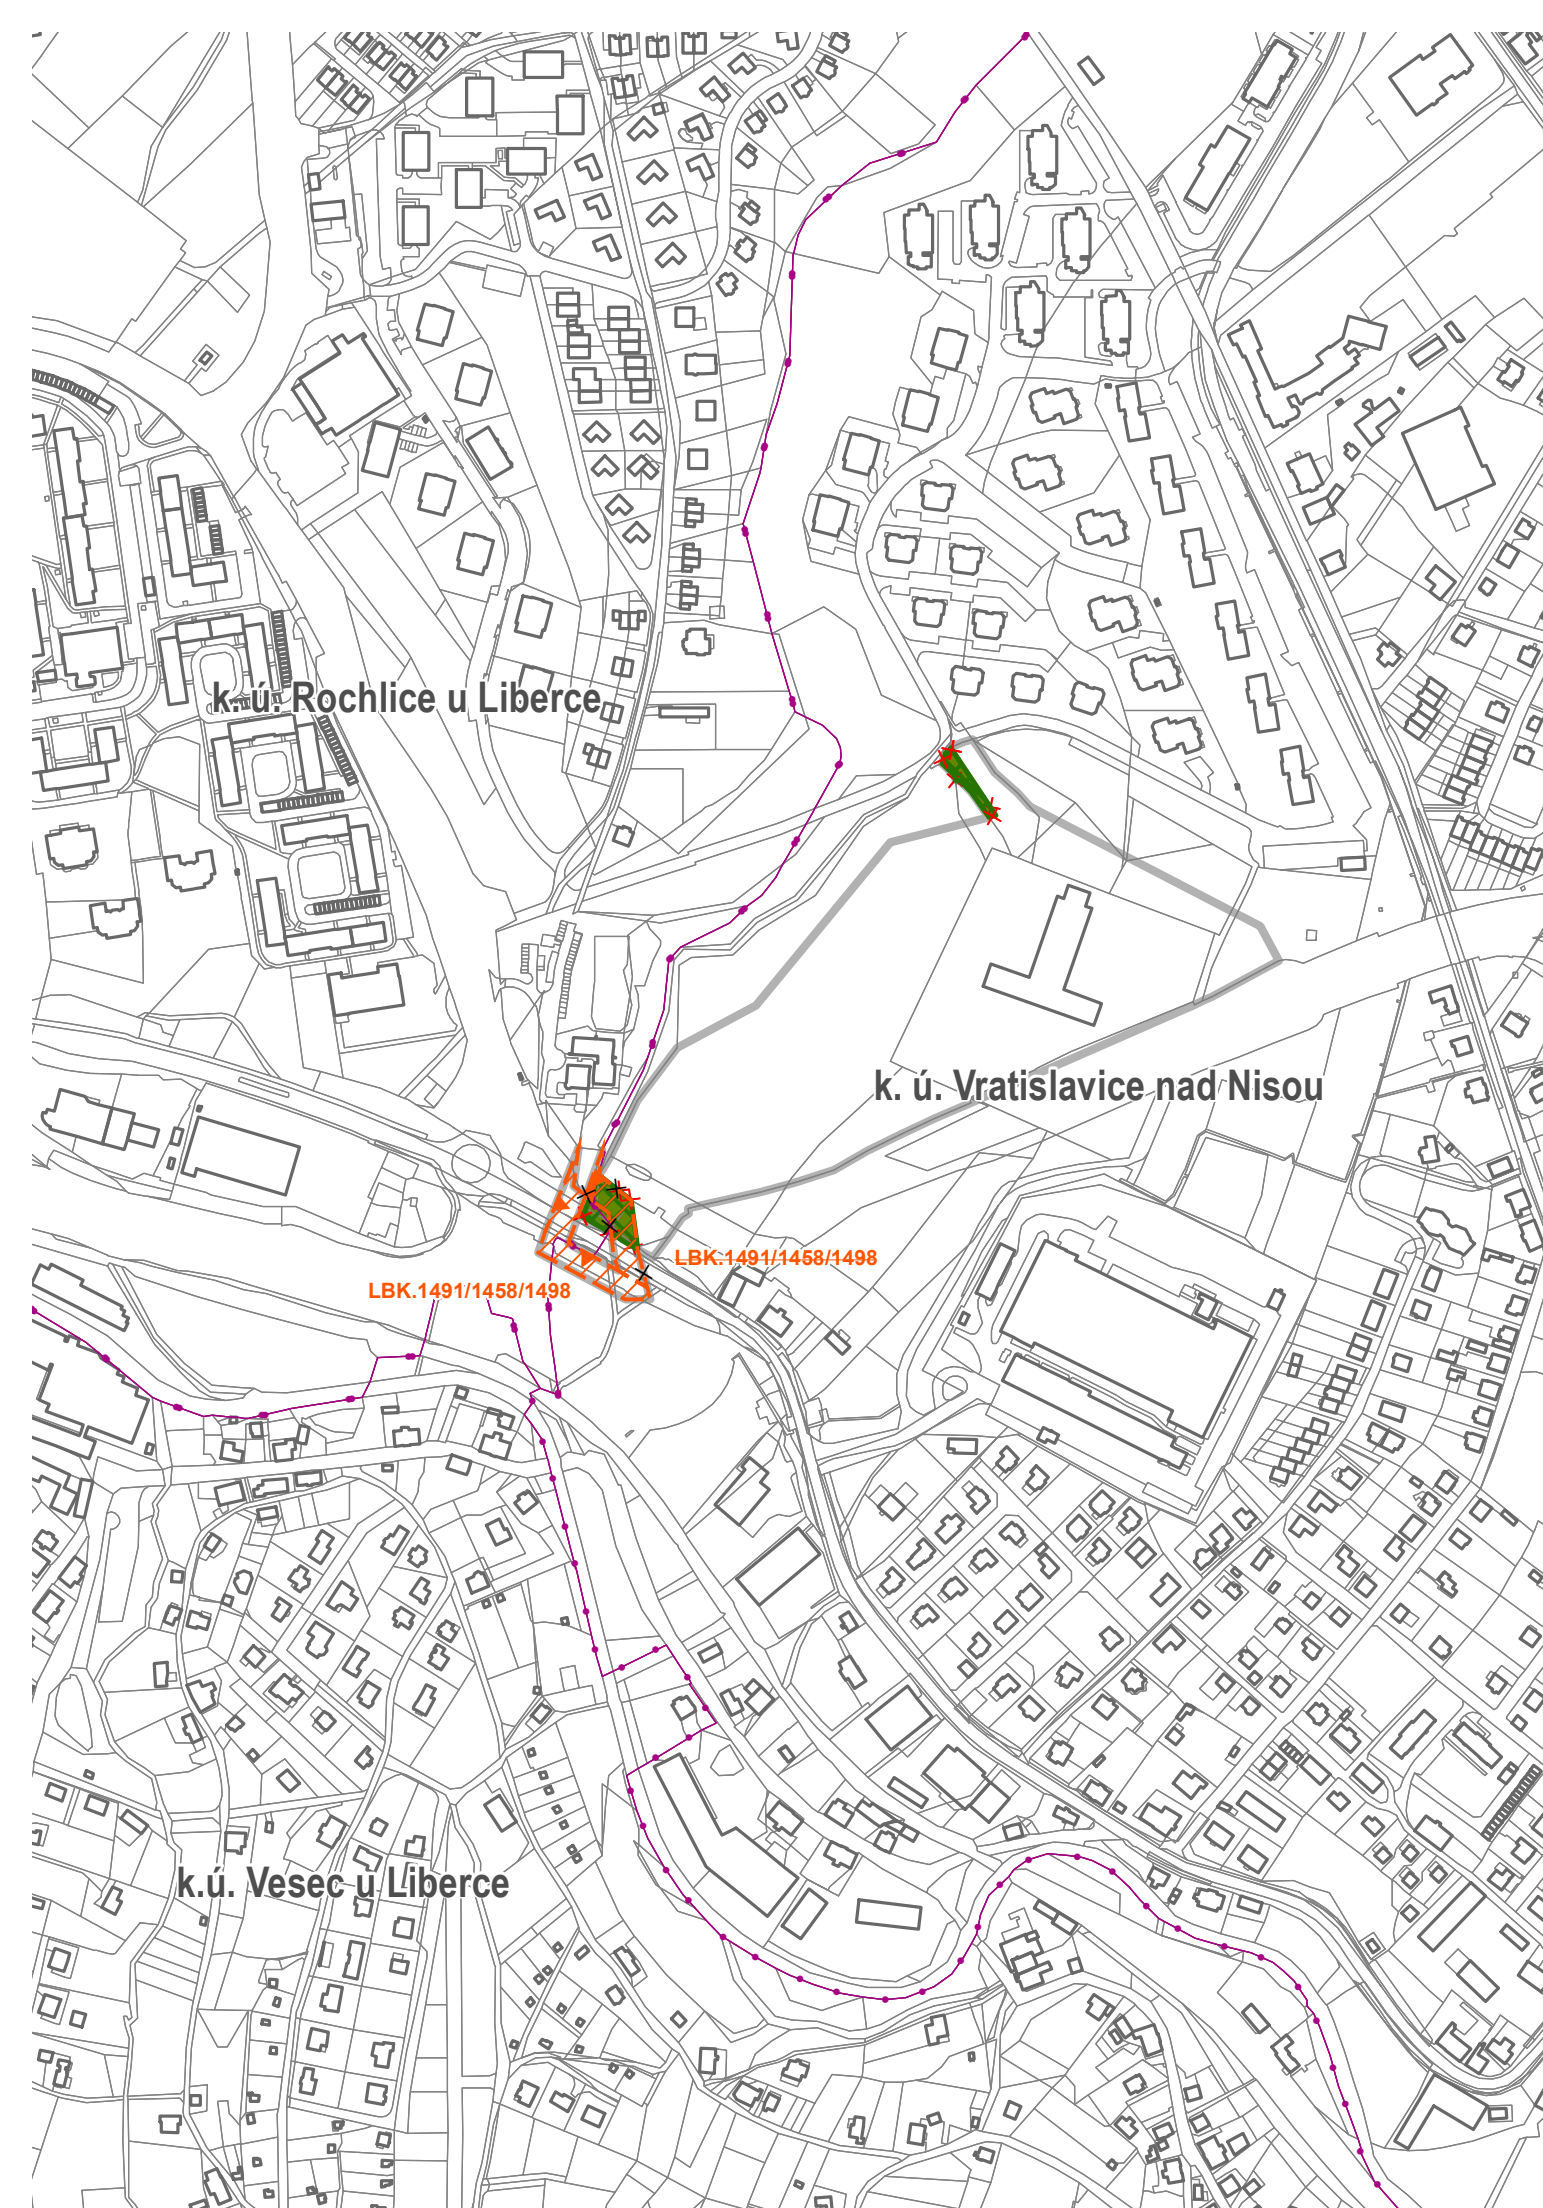 k. ú. Rochlice u Liberce
k. ú. Vratislavice nad Nisou
LBK.1491/1458/1498
LBK.1491/1458/1498
k.ú. Vesec u Liberce